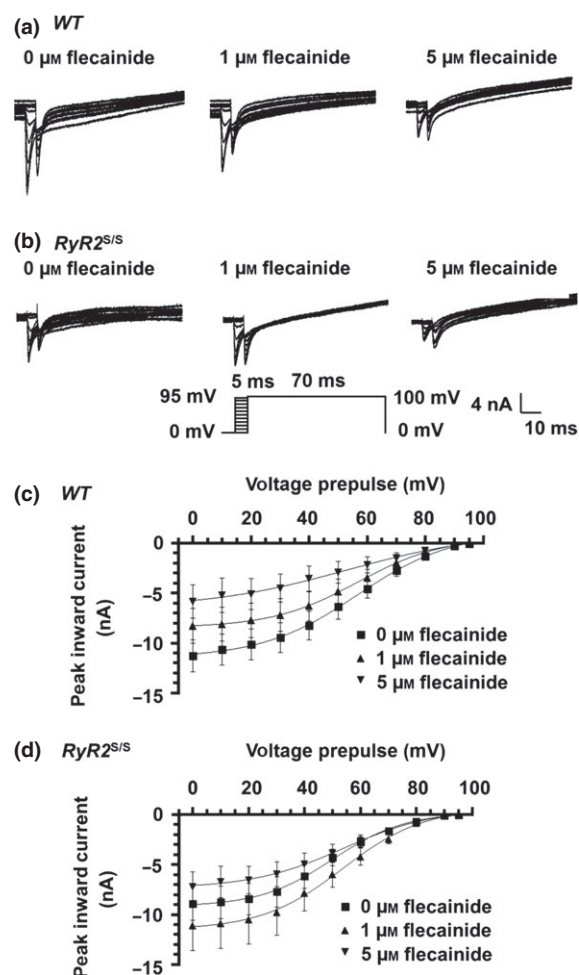 (a) WT
0 µM flecainide 1 µM flecainide 5 µM flecainide
(b) RyR2S/S
0 µM flecainide 1 µM flecainide 5 µM flecainide
5 ms 70 ms
95 mV 100 mV 4 nA
0 mV 0 mV 10 ms
(c) WT Voltage prepulse (mV)
0 20 40 60 80 100
Peak inward current
(nA)
0
−5
−10
−15
0 µM flecainide
1 µM flecainide
5 µM flecainide
(d) RyR2S/S Voltage prepulse (mV)
0 20 40 60 80 100
Peak inward current
(nA)
0
−5
−10
−15
0 µM flecainide
1 µM flecainide
5 µM flecainide